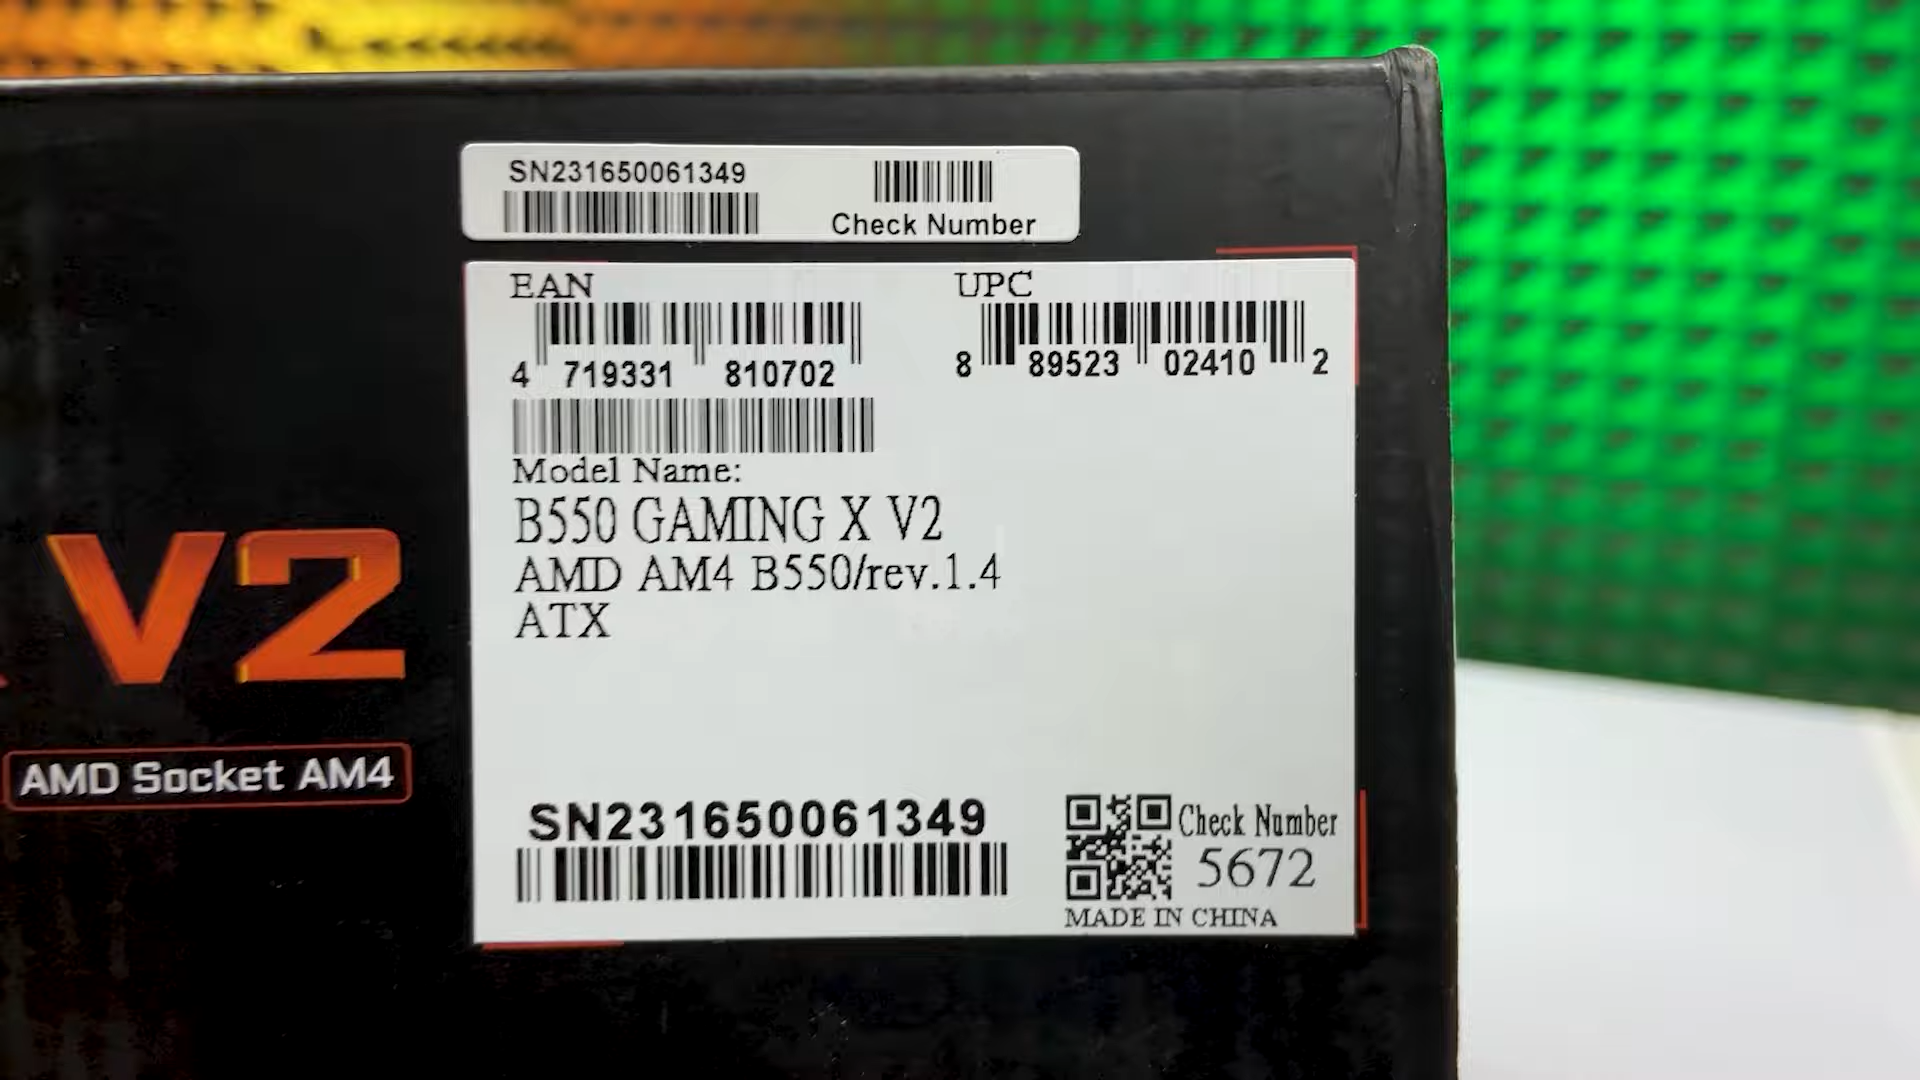 SN231650061349
Check Number
EAN
UPC
4 719331 810702
8 89523 02410 2
Model Name:
B550 GAMING X V2
AMD AM4 B550/rev.1.4
ATX
V2
AMD Socket AM4
SN231650061349
Check Number
5672
MADE IN CHINA